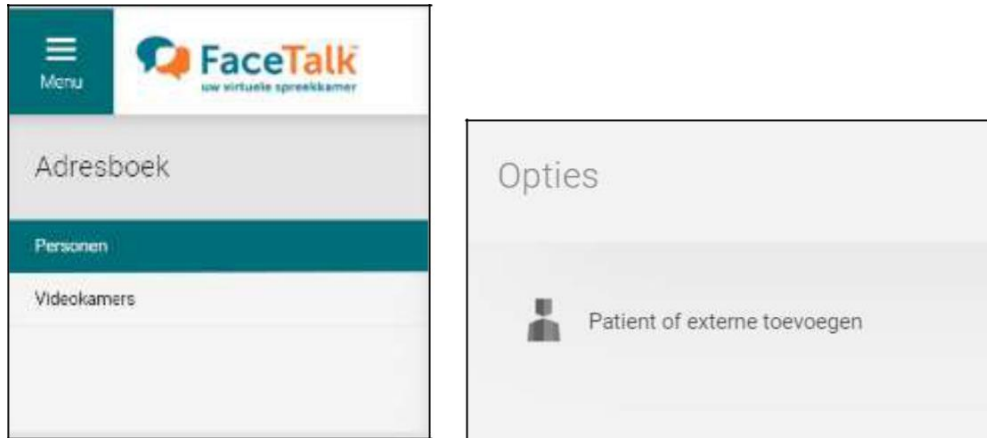 Menu
FaceTalk
uw virtuele spreekkamer
Adresboek
Personen
Videokamers
Opties
Patient of externe toevoegen